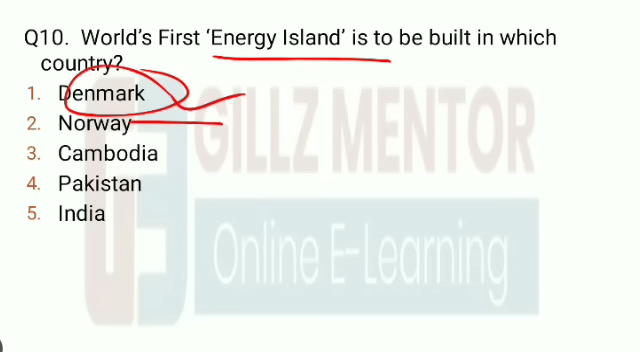 Q10. World's First ‘Energy Island’ is to be built in which
country?
1. Denmark
2. Norway
3. Cambodia
4. Pakistan
5. India
GILLZ MENTOR
Online E-Learning